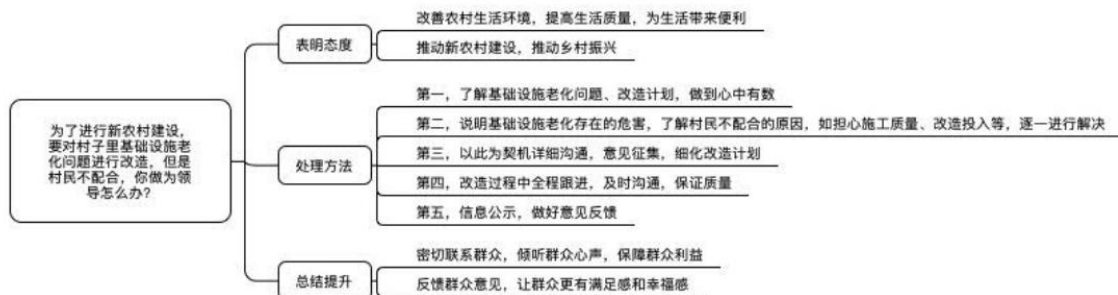 为了进行新农村建设，
要对村子里基础设施老
化问题进行改造，但是
村民不配合，你做为领
导怎么办?
表明态度
改善农村生活环境，提高生活质量，为生活带来便利
推动新农村建设，推动乡村振兴
处理方法
第一，了解基础设施老化问题、改造计划，做到心中有数
第二，说明基础设施老化存在的危害，了解村民不配合的原因，如担心施工质量、改造投入等，逐一进行解决
第三，以此为契机详细沟通，意见征集，细化改造计划
第四，改造过程中全程跟进，及时沟通，保证质量
第五，信息公示，做好意见反馈
总结提升
密切联系群众，倾听群众心声，保障群众利益
反馈群众意见，让群众更有满足感和幸福感